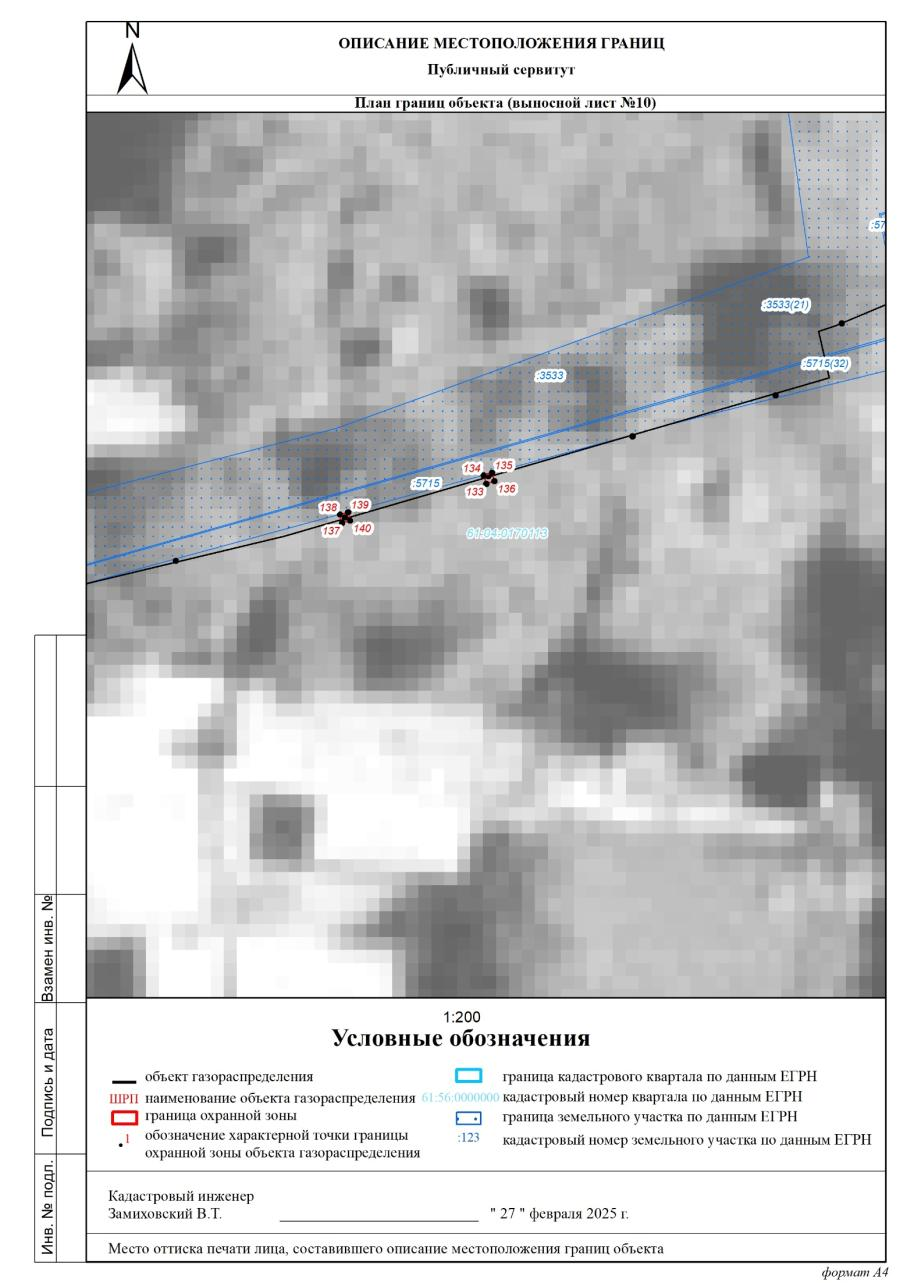 N
ОПИСАНИЕ МЕСТОПОЛОЖЕНИЯ ГРАНИЦ
Публичный сервитут
План границ объекта (выносной лист №10)
:57
:3533(21)
:5715(32)
:3533
134
135
:5715
133
136
138
139
137
140
61:04:0170113
1:200
Условные обозначения
объект газораспределения
ШРП наименование объекта газораспределения
граница охранной зоны
1 обозначение характерной точки границы
охранной зоны объекта газораспределения
граница кадастрового квартала по данным ЕГРН
61:56:0000000 кадастровый номер квартала по данным ЕГРН
граница земельного участка по данным ЕГРН
:123 кадастровый номер земельного участка по данным ЕГРН
Кадастровый инженер
Замиховский В.Т. " 27 " февраля 2025 г.
Место оттиска печати лица, составившего описание местоположения границ объекта
Взамен инв. №
Подпись и дата
Инв. № подл.
формат А4